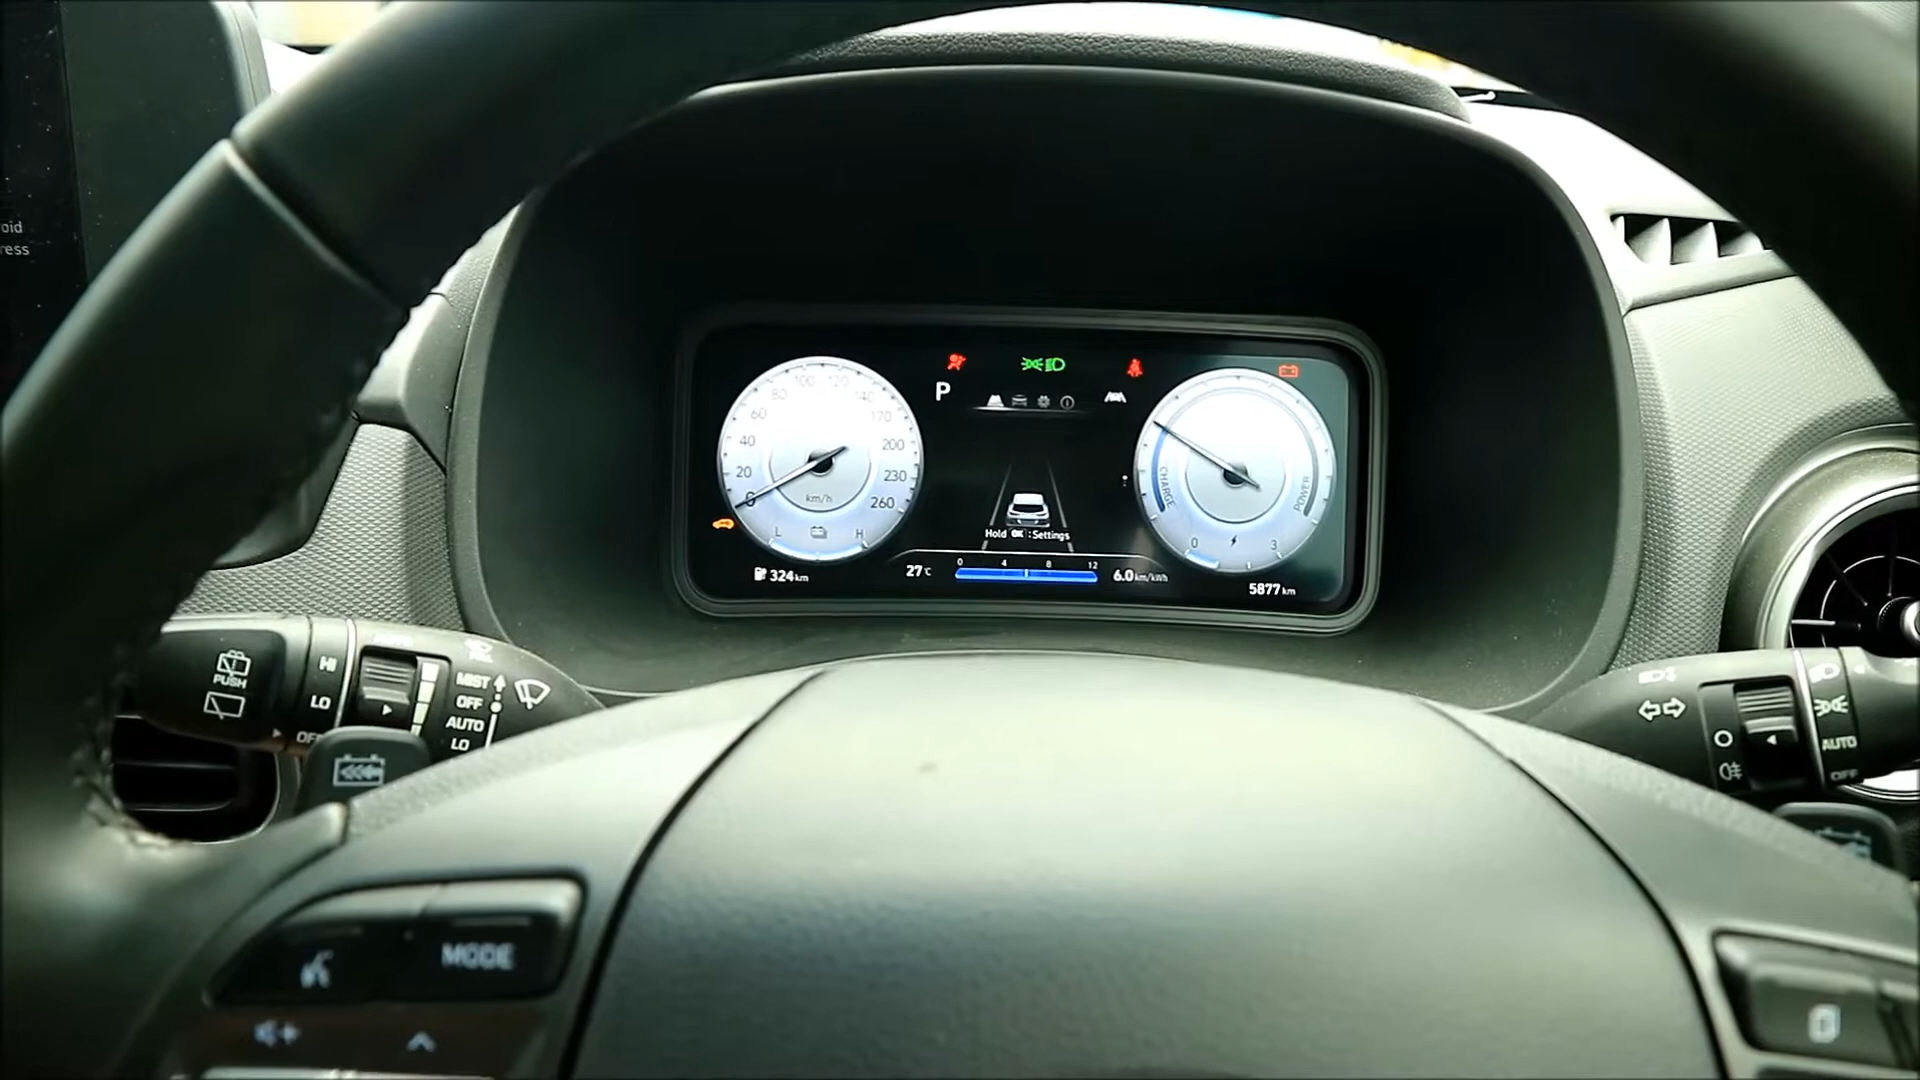 oid
ress
P
100 120
80 140
60 170
40 200
20 230
0 260
km/h
L H
324km
Hold OK : Settings
27°C
0 4 8 12
6.0km/kWh
CHARGE
POWER
0 3
5877 km
PUSH
HI
LO
OFF
MIST
OFF
AUTO
LO
AUTO
OFF
MODE